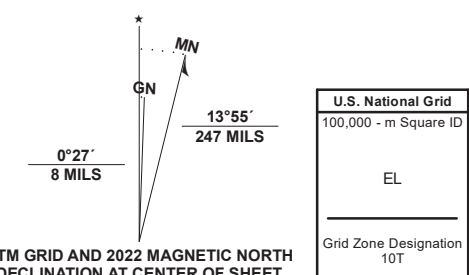 ★
MN
GN
13°55´
247 MILS
0°27´
8 MILS
TM GRID AND 2022 MAGNETIC NORTH
DECLINATION AT CENTER OF SHEET
U.S. National Grid
100,000 - m Square ID
EL
Grid Zone Designation
10T